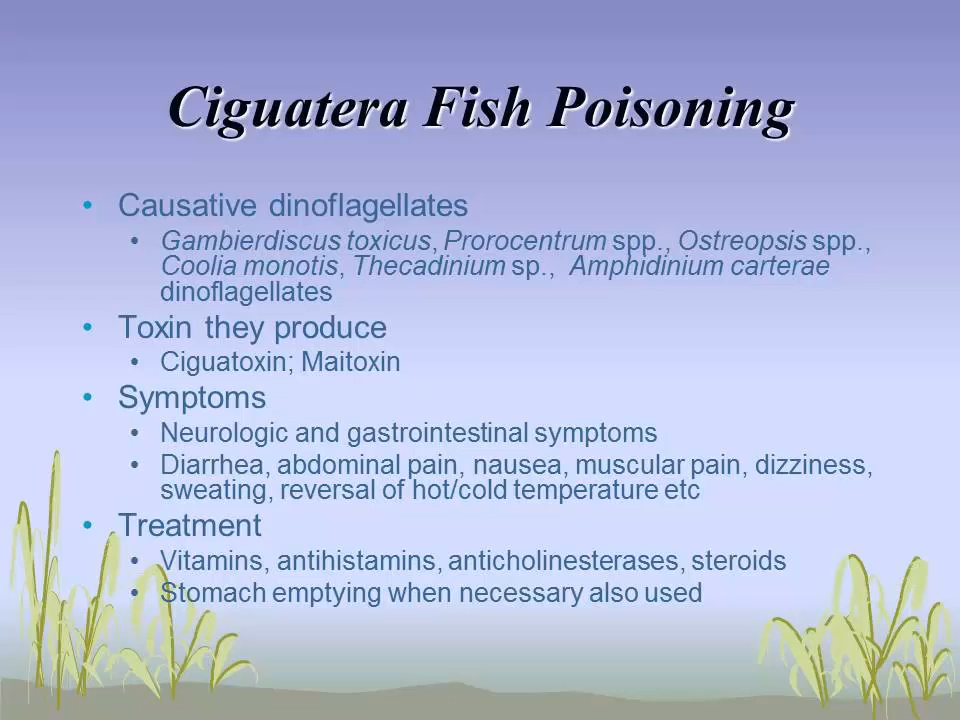 Ciguatera Fish Poisoning
• Causative dinoflagellates
• Gambierdiscus toxicus, Prorocentrum spp., Ostreopsis spp.,
Coolia monotis, Thecadinium sp., Amphidinium carterae
dinoflagellates
• Toxin they produce
• Ciguatoxin; Maitoxin
• Symptoms
• Neurologic and gastrointestinal symptoms
• Diarrhea, abdominal pain, nausea, muscular pain, dizziness,
sweating, reversal of hot/cold temperature etc
• Treatment
• Vitamins, antihistamins, anticholinesterases, steroids
• Stomach emptying when necessary also used